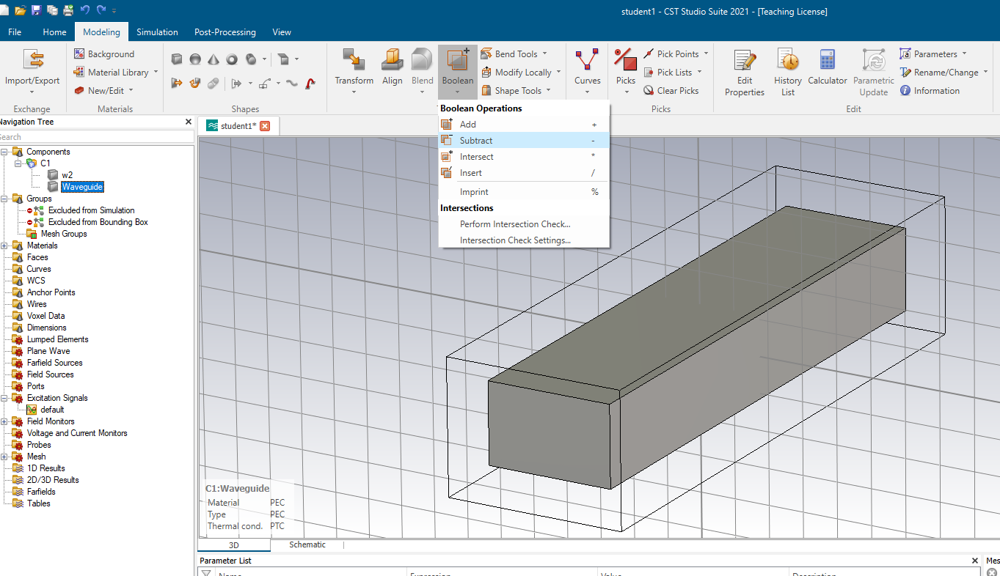 student1 - CST Studio Suite 2021 - [Teaching License]
File Home Modeling Simulation Post-Processing View
Import/Export
Exchange
Background
Material Library
New/Edit
Materials
Shapes
Transform
Align
Blend
Boolean
Bend Tools
Modify Locally
Shape Tools
Curves
Picks
Pick Points
Pick Lists
Clear Picks
Picks
Edit
Properties
History
List
Calculator
Parametric
Update
Parameters
Rename/Change
Information
Edit
Navigation Tree
Search
Components
C1
w2
Waveguide
Groups
Excluded from Simulation
Excluded from Bounding Box
Mesh Groups
Materials
Faces
Curves
WCS
Anchor Points
Wires
Voxel Data
Dimensions
Lumped Elements
Plane Wave
Farfield Sources
Field Sources
Ports
Excitation Signals
default
Field Monitors
Voltage and Current Monitors
Probes
Mesh
1D Results
2D/3D Results
Farfields
Tables
student1*
Boolean Operations
Add +
Subtract -
Intersect *
Insert /
Imprint %
Intersections
Perform Intersection Check...
Intersection Check Settings...
C1:Waveguide
Material PEC
Type PEC
Thermal cond. PTC
3D Schematic
Parameter List
Name Expression Value Description
Mes